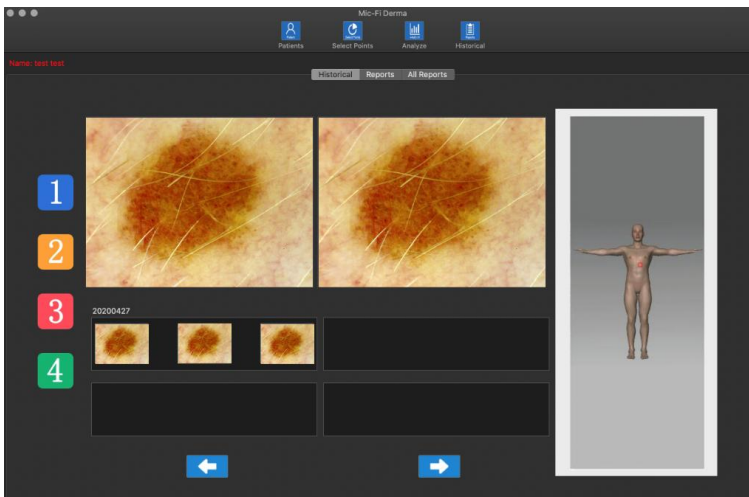 Mic-Fi Derma
Patients Select Points Analyze Historical
Name: test test
Historical Reports All Reports
1
2
3
20200427
4